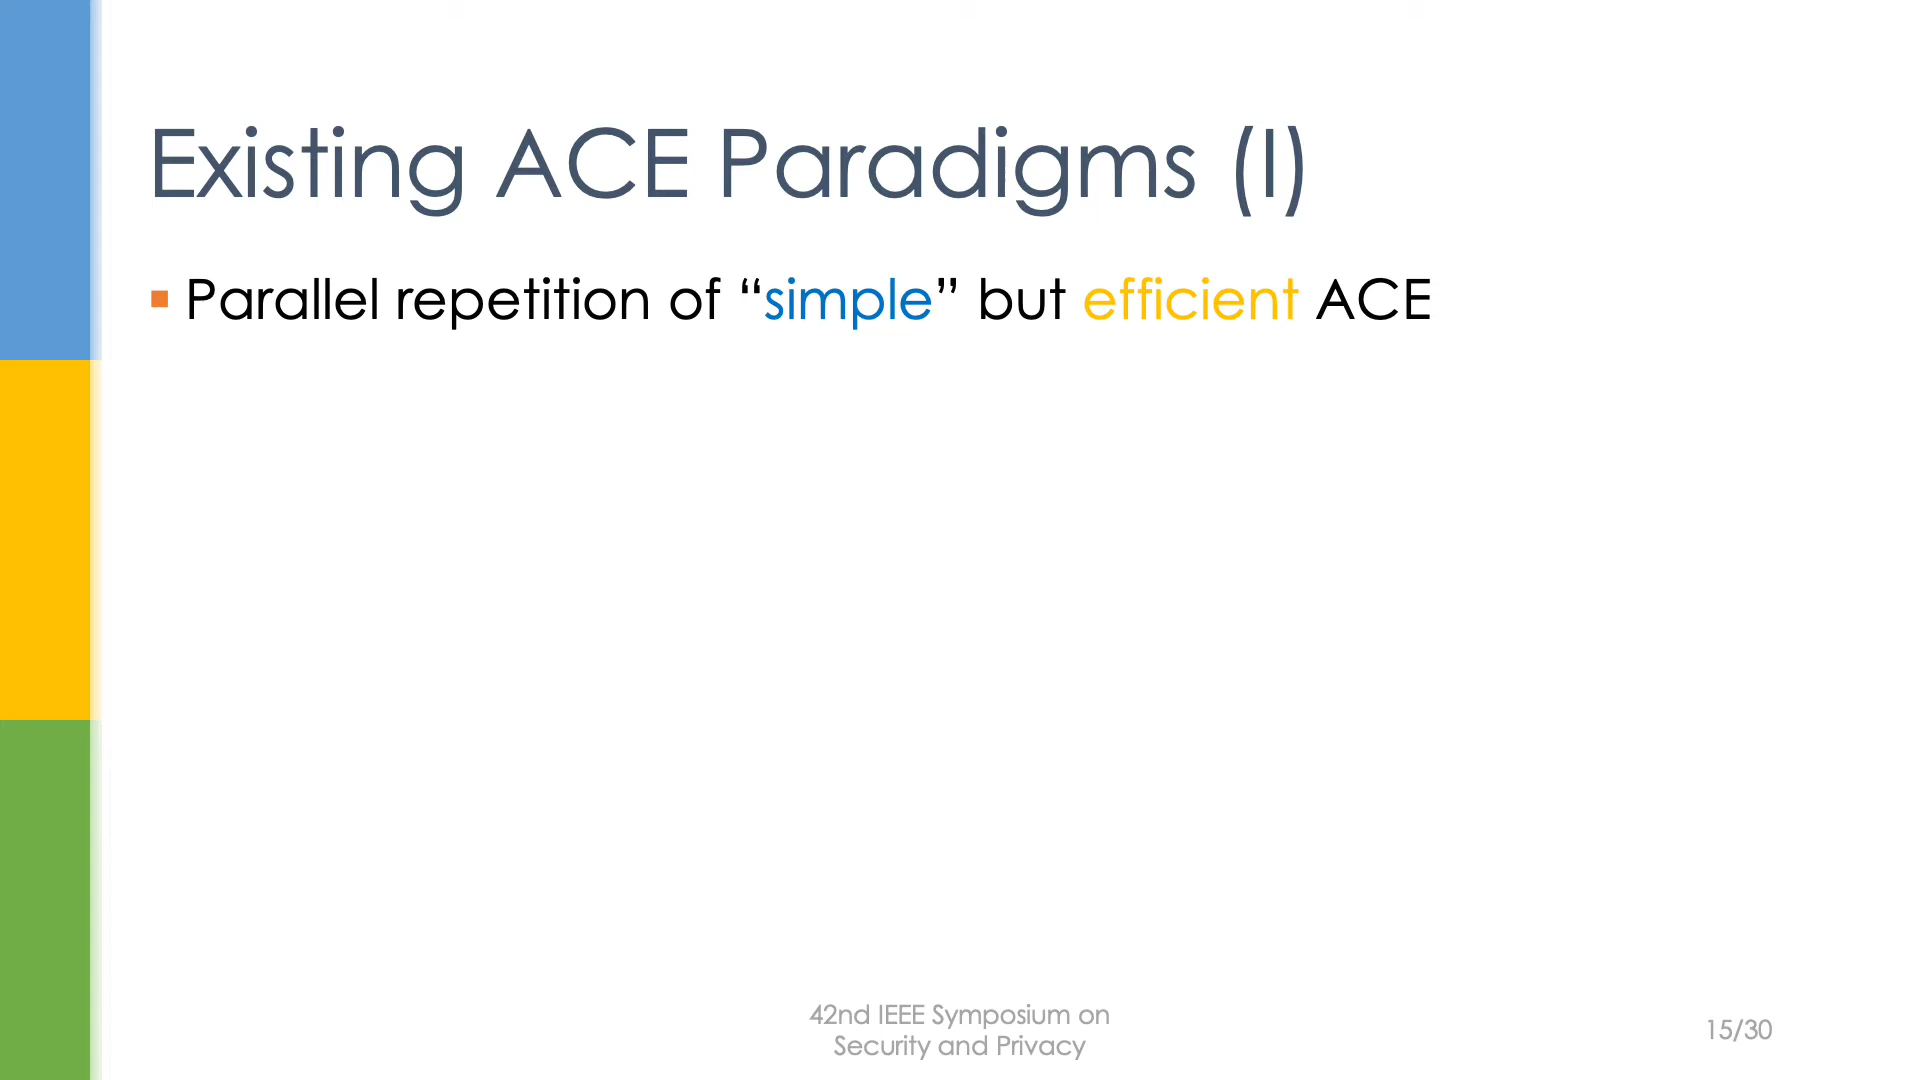 Existing ACE Paradigms (I)
Parallel repetition of “simple” but efficient ACE
42nd IEEE Symposium on
Security and Privacy
15/30